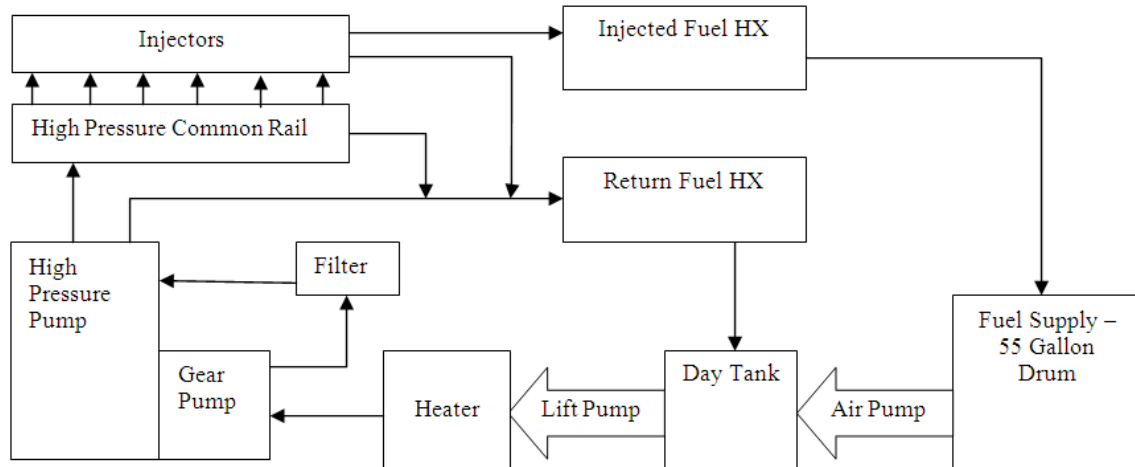 Injectors
Injected Fuel HX
High Pressure Common Rail
Return Fuel HX
High
Pressure
Pump
Filter
Fuel Supply –
55 Gallon
Drum
Gear
Pump
Heater
Lift Pump
Day Tank
Air Pump